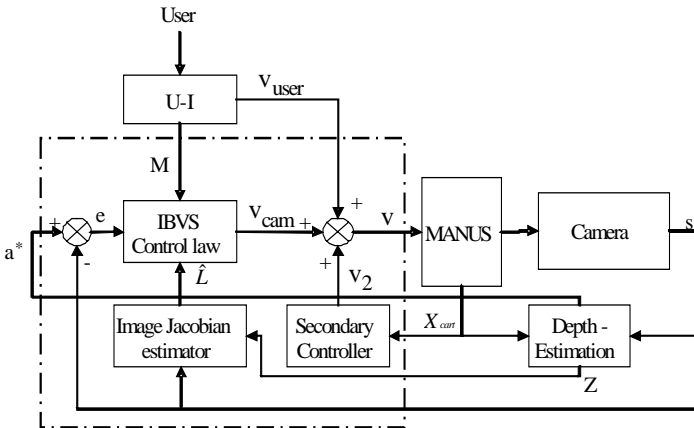 User
U-I
v_user
M
+
a*
-
e
IBVS
Control law
v_cam
+
+
+
v
MANUS
Camera
s
L̂
v_2
Image Jacobian
estimator
Secondary
Controller
X_cart
Depth -
Estimation
Z